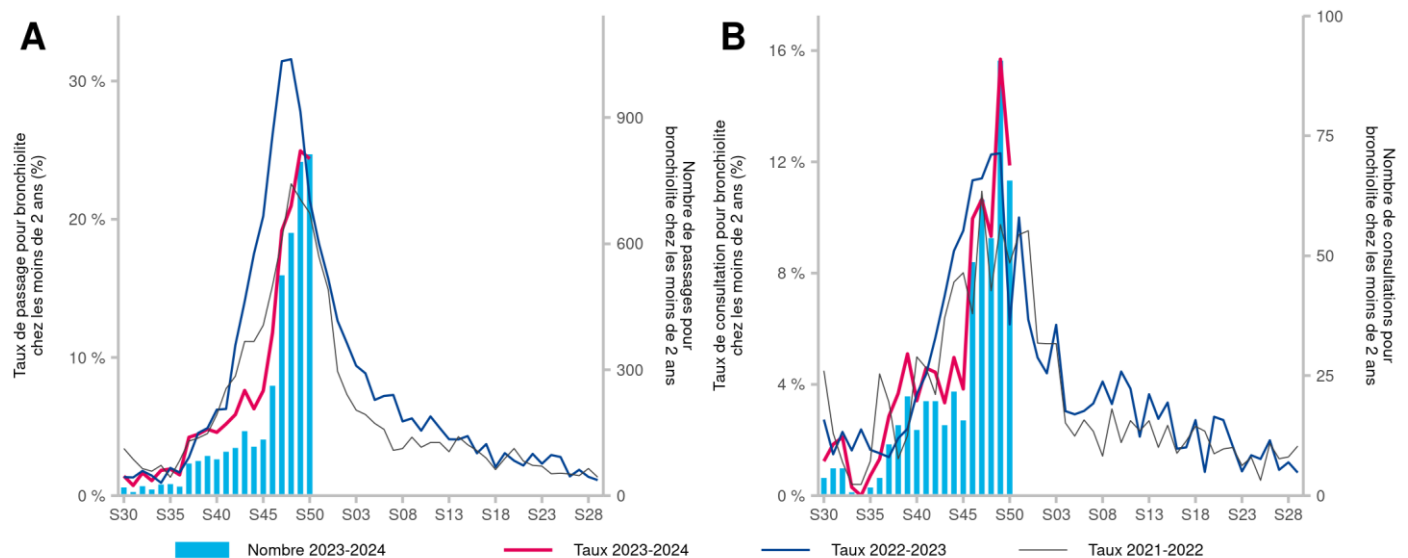 A
Taux de passage pour bronchiolite
chez les moins de 2 ans (%)
30 %
20 %
10 %
0 %
900
600
300
0
Nombre de passages pour
bronchiolite chez les moins de 2 ans
S30 S35 S40 S45 S50 S03 S08 S13 S18 S23 S28
B
Taux de consultation pour bronchiolite
chez les moins de 2 ans (%)
16 %
12 %
8 %
4 %
0 %
100
75
50
25
0
Nombre de consultations pour
bronchiolite chez les moins de 2 ans
S30 S35 S40 S45 S50 S03 S08 S13 S18 S23 S28
Nombre 2023-2024 Taux 2023-2024 Taux 2022-2023 Taux 2021-2022